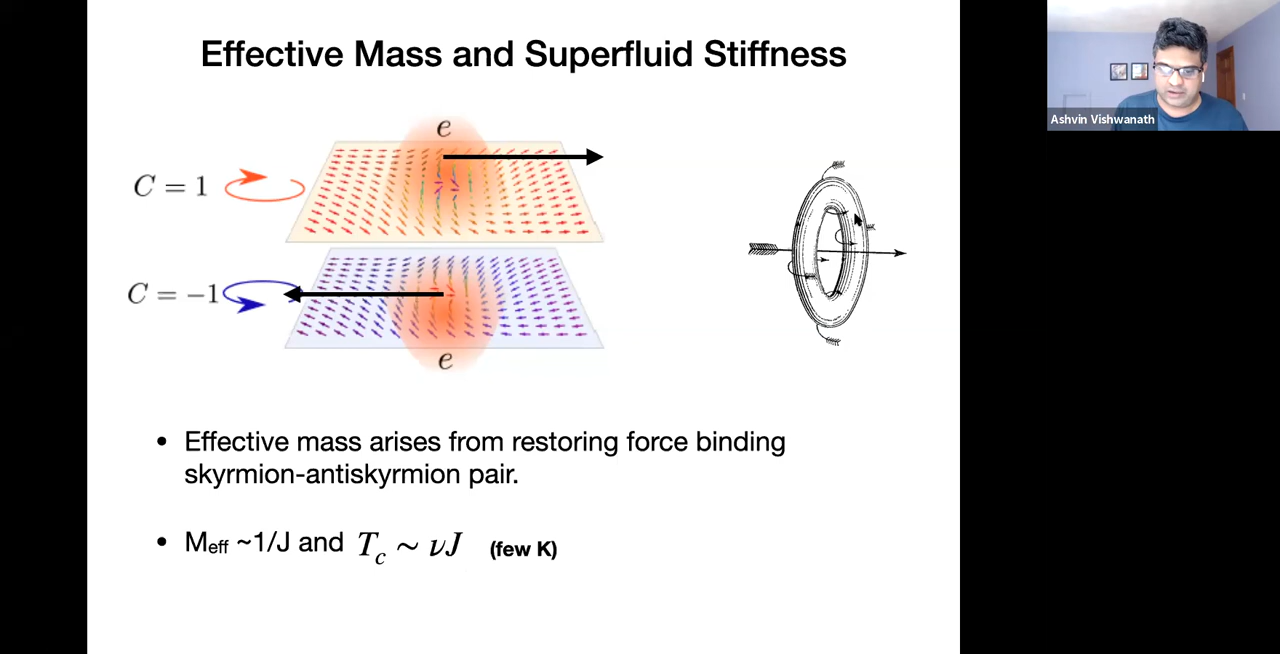 Effective Mass and Superfluid Stiffness
Ashvin Vishwanath
e
C = 1
C = −1
e
• Effective mass arises from restoring force binding
skyrmion-antiskyrmion pair.
• Meff ~1/J and Tc ∼ νJ (few K)